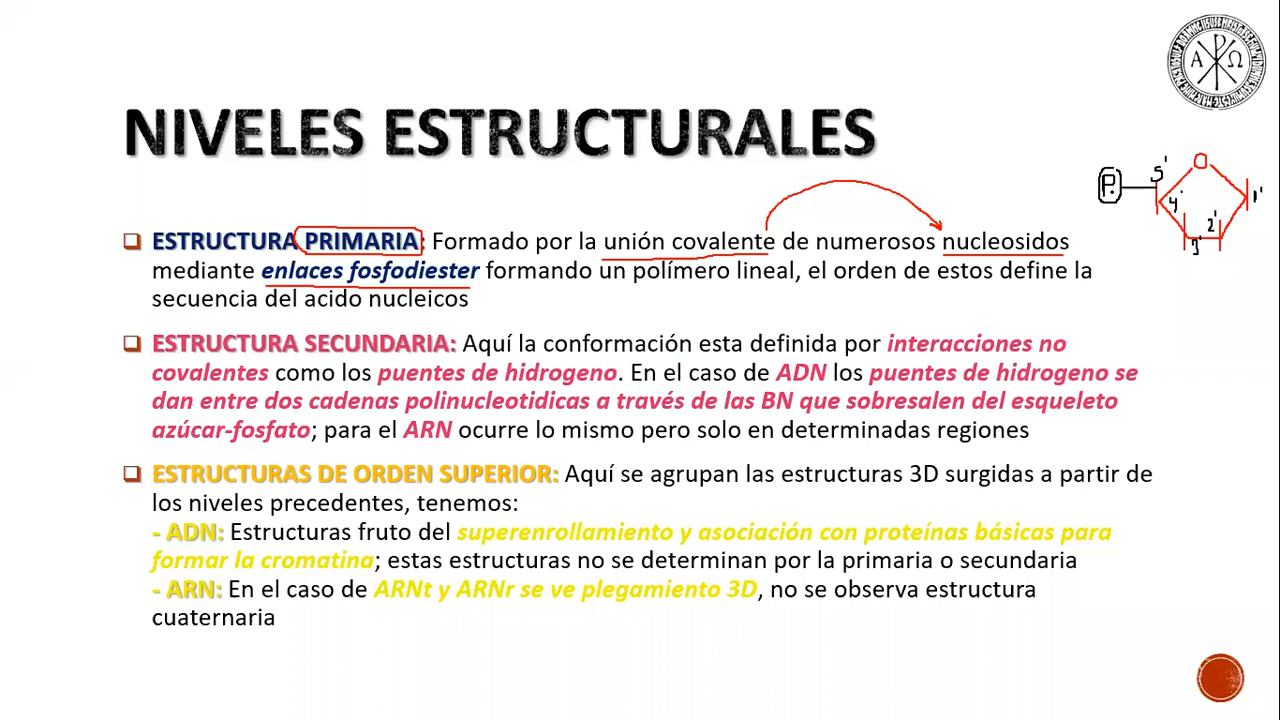 NIVELES ESTRUCTURALES
A Ω
P
5'
O
4'
1'
3'
2'
ESTRUCTURA PRIMARIA: Formado por la unión covalente de numerosos nucleosidos
mediante enlaces fosfodiester formando un polímero lineal, el orden de estos define la
secuencia del acido nucleicos
ESTRUCTURA SECUNDARIA: Aquí la conformación esta definida por interacciones no
covalentes como los puentes de hidrogeno. En el caso de ADN los puentes de hidrogeno se
dan entre dos cadenas polinucleotidicas a través de las BN que sobresalen del esqueleto
azúcar-fosfato; para el ARN ocurre lo mismo pero solo en determinadas regiones
ESTRUCTURAS DE ORDEN SUPERIOR: Aquí se agrupan las estructuras 3D surgidas a partir de
los niveles precedentes, tenemos:
- ADN: Estructuras fruto del superenrollamiento y asociación con proteínas básicas para
formar la cromatina; estas estructuras no se determinan por la primaria o secundaria
- ARN: En el caso de ARNt y ARNr se ve plegamiento 3D, no se observa estructura
cuaternaria